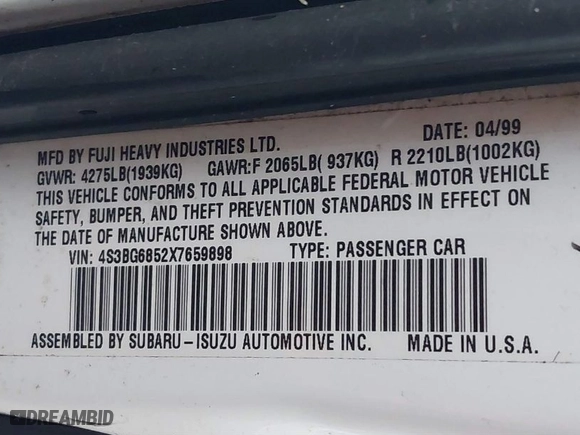 MFD BY FUJI HEAVY INDUSTRIES LTD. DATE: 04/99
GVWR: 4275LB(1939KG) GAWR:F 2065LB( 937KG) R 2210LB(1002KG)
THIS VEHICLE CONFORMS TO ALL APPLICABLE FEDERAL MOTOR VEHICLE
SAFETY, BUMPER, AND THEFT PREVENTION STANDARDS IN EFFECT ON
THE DATE OF MANUFACTURE SHOWN ABOVE.
VIN: 4S3BG6852X7659898 TYPE: PASSENGER CAR
ASSEMBLED BY SUBARU-ISUZU AUTOMOTIVE INC. MADE IN U.S.A.
DREAMBID